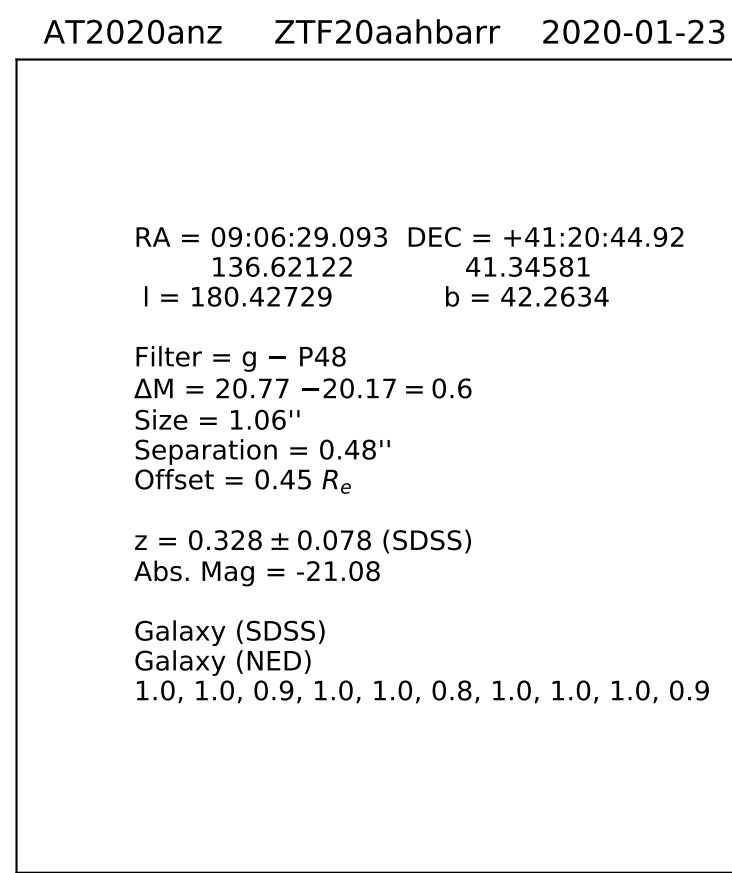 AT2020anz ZTF20aahbarr 2020-01-23
RA = 09:06:29.093 DEC = +41:20:44.92
136.62122 41.34581
l = 180.42729 b = 42.2634
Filter = g − P48
ΔM = 20.77 −20.17 = 0.6
Size = 1.06''
Separation = 0.48''
Offset = 0.45 Re
z = 0.328 ± 0.078 (SDSS)
Abs. Mag = -21.08
Galaxy (SDSS)
Galaxy (NED)
1.0, 1.0, 0.9, 1.0, 1.0, 0.8, 1.0, 1.0, 1.0, 0.9